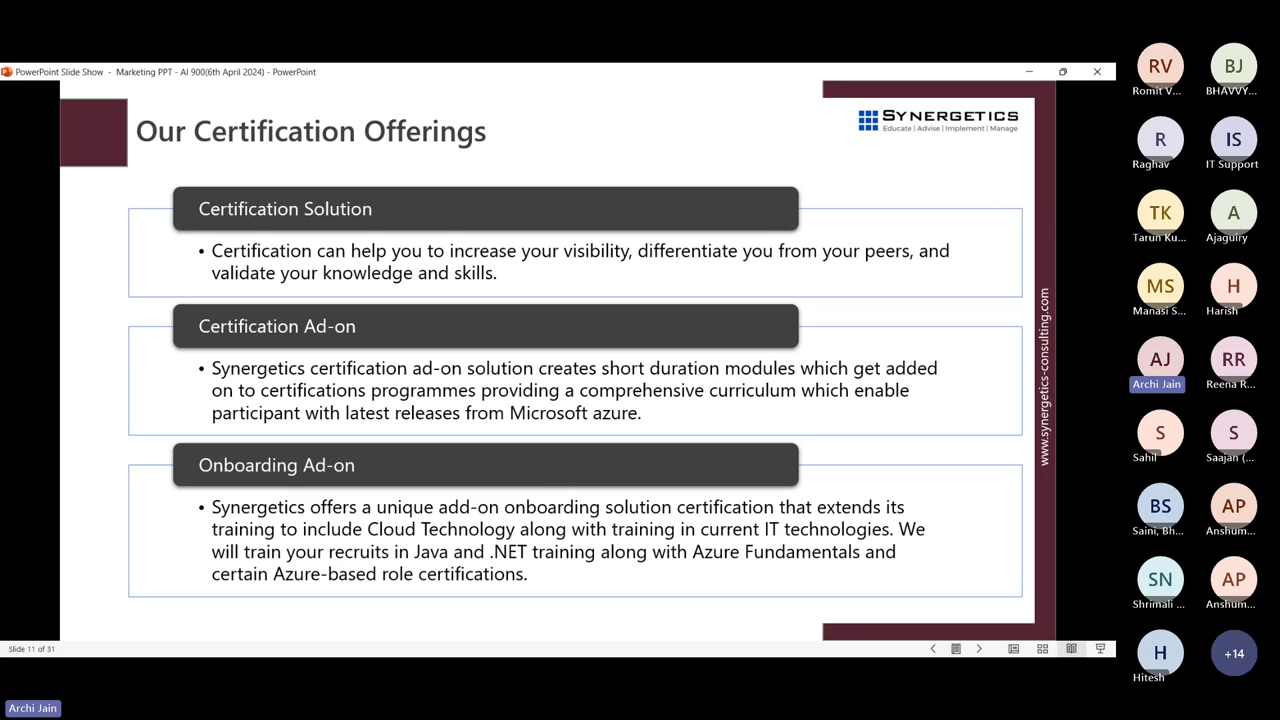 PowerPoint Slide Show - Marketing PPT - AI 900(6th April 2024) - PowerPoint
Our Certification Offerings
SYNERGETICS
Educate | Advise | Implement | Manage
Certification Solution
• Certification can help you to increase your visibility, differentiate you from your peers, and
validate your knowledge and skills.
Certification Ad-on
• Synergetics certification ad-on solution creates short duration modules which get added
on to certifications programmes providing a comprehensive curriculum which enable
participant with latest releases from Microsoft azure.
Onboarding Ad-on
• Synergetics offers a unique add-on onboarding solution certification that extends its
training to include Cloud Technology along with training in current IT technologies. We
will train your recruits in Java and .NET training along with Azure Fundamentals and
certain Azure-based role certifications.
www.synergetics-consulting.com
Slide 11 of 31
RV
Romit V...
BJ
BHAVVY...
R
Raghav
IS
IT Support
TK
Tarun Ku...
A
Ajaguiry
MS
Manasi S...
H
Harish
AJ
Archi Jain
RR
Reena R...
S
Sahil
S
Saajan (...
BS
Saini, Bh...
AP
Anshum...
SN
Shrimali ...
AP
Anshum...
H
Hitesh
+14
Archi Jain